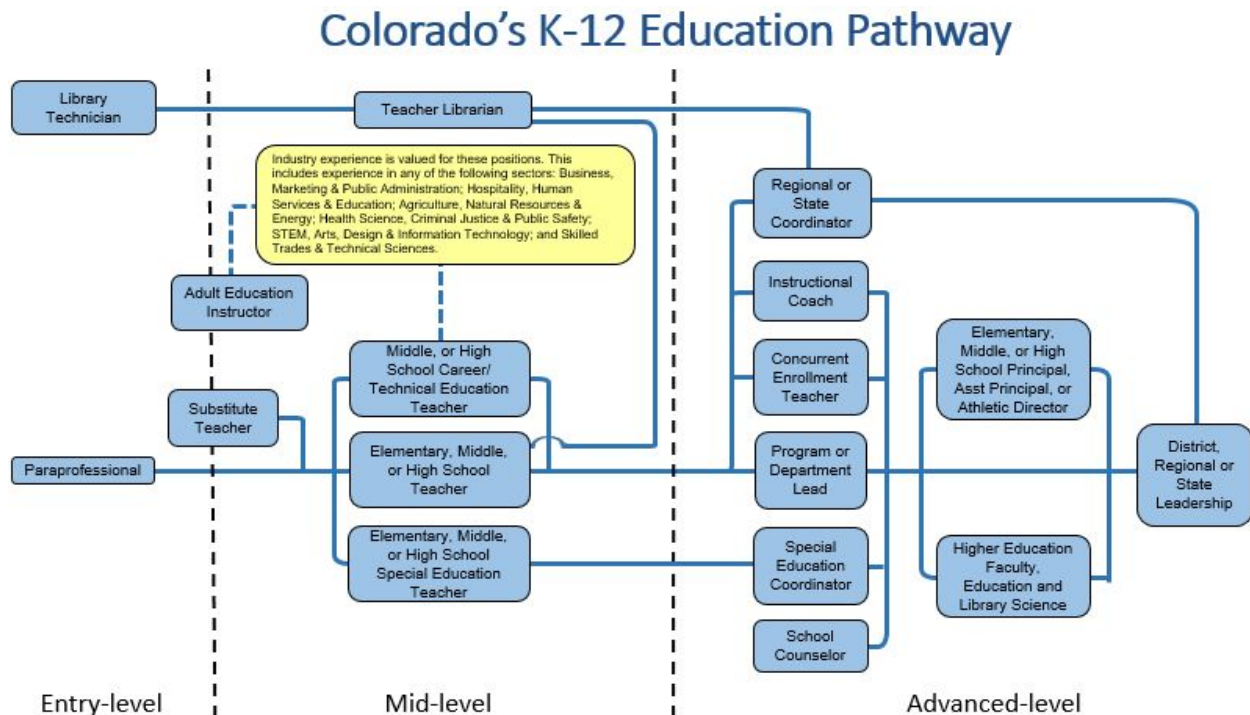 Colorado's K-12 Education Pathway
Library
Technician
Teacher Librarian
Industry experience is valued for these positions. This
includes experience in any of the following sectors: Business,
Marketing & Public Administration; Hospitality, Human
Services & Education; Agriculture, Natural Resources &
Energy; Health Science, Criminal Justice & Public Safety;
STEM, Arts, Design & Information Technology; and Skilled
Trades & Technical Sciences.
Regional or
State
Coordinator
Adult Education
Instructor
Instructional
Coach
Middle, or High
School Career/
Technical Education
Teacher
Concurrent
Enrollment
Teacher
Elementary,
Middle, or High
School Principal,
Asst Principal, or
Athletic Director
Substitute
Teacher
Paraprofessional
Elementary, Middle,
or High School
Teacher
Program or
Department
Lead
District,
Regional or
State
Leadership
Elementary, Middle,
or High School
Special Education
Teacher
Special
Education
Coordinator
Higher Education
Faculty,
Education and
Library Science
School
Counselor
Entry-level
Mid-level
Advanced-level